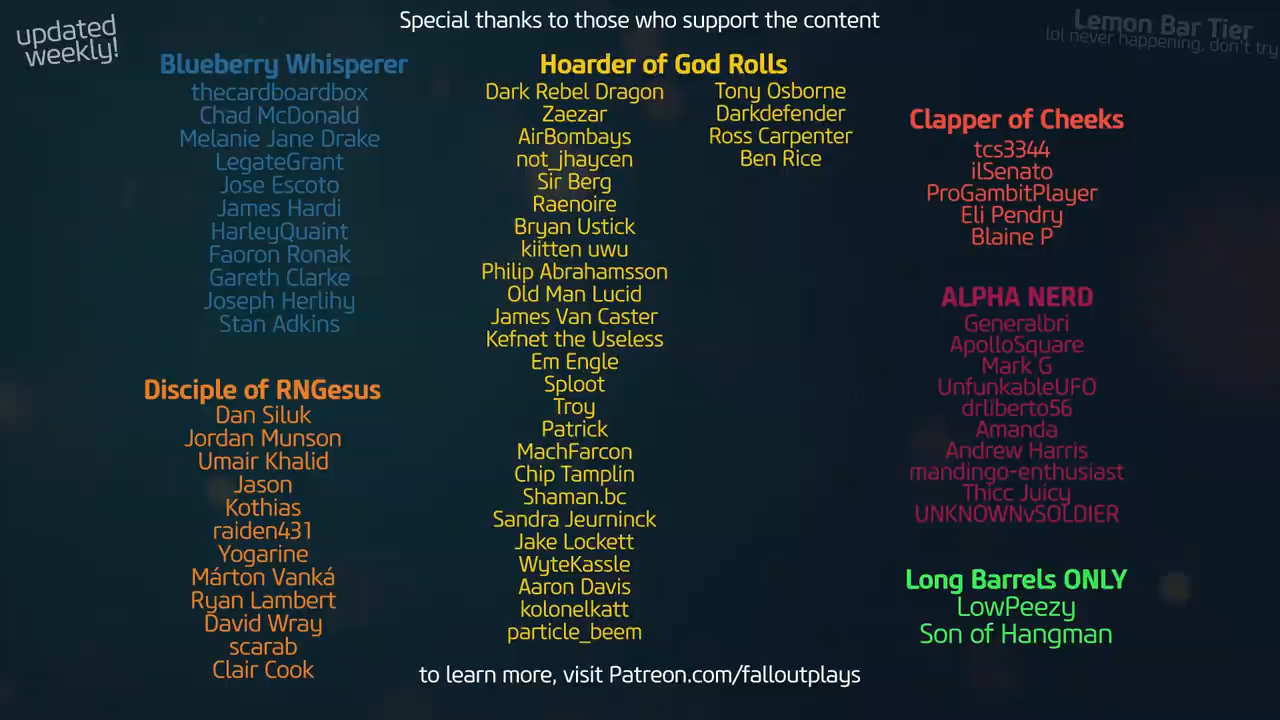 updated
weekly!
Special thanks to those who support the content
Lemon Bar Tier
lol never happening, don't try
Blueberry Whisperer
thecardboardbox
Chad McDonald
Melanie Jane Drake
LegateGrant
Jose Escoto
James Hardi
HarleyQuaint
Faoron Ronak
Gareth Clarke
Joseph Herlihy
Stan Adkins
Disciple of RNGesus
Dan Siluk
Jordan Munson
Umair Khalid
Jason
Kothias
raiden431
Yogarine
Márton Vanká
Ryan Lambert
David Wray
scarab
Clair Cook
Hoarder of God Rolls
Dark Rebel Dragon
Zaezar
AirBombays
not_jhaycen
Sir Berg
Raenoire
Bryan Ustick
kiitten uwu
Philip Abrahamsson
Old Man Lucid
James Van Caster
Kefnet the Useless
Em Engle
Sploot
Troy
Patrick
MachFarcon
Chip Tamplin
Shaman.bc
Sandra Jeurninck
Jake Lockett
WyteKassle
Aaron Davis
kolonelkatt
particle_beem
Tony Osborne
Darkdefender
Ross Carpenter
Ben Rice
Clapper of Cheeks
tcs3344
ilSenato
ProGambitPlayer
Eli Pendry
Blaine P
ALPHA NERD
Generalbri
ApolloSquare
Mark G
UnfunkableUFO
drliberto56
Amanda
Andrew Harris
mandingo-enthusiast
Thicc Juicy
UNKNOWNvSOLDIER
Long Barrels ONLY
LowPeezy
Son of Hangman
to learn more, visit Patreon.com/falloutplays